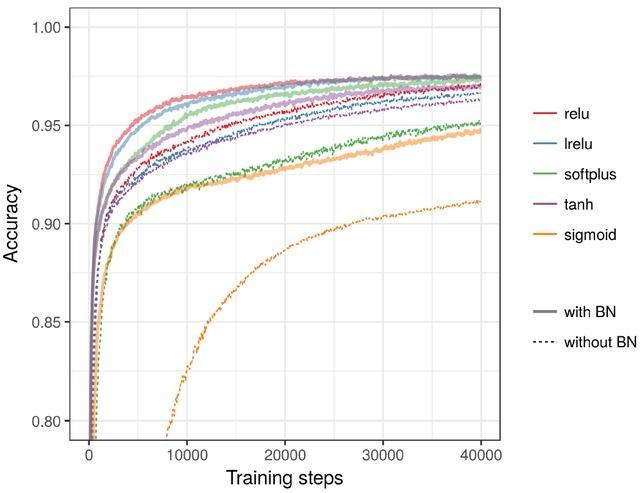 1.00
0.95
0.90
0.85
0.80
Accuracy
0
10000
20000
30000
40000
Training steps
relu
lrelu
softplus
tanh
sigmoid
with BN
without BN